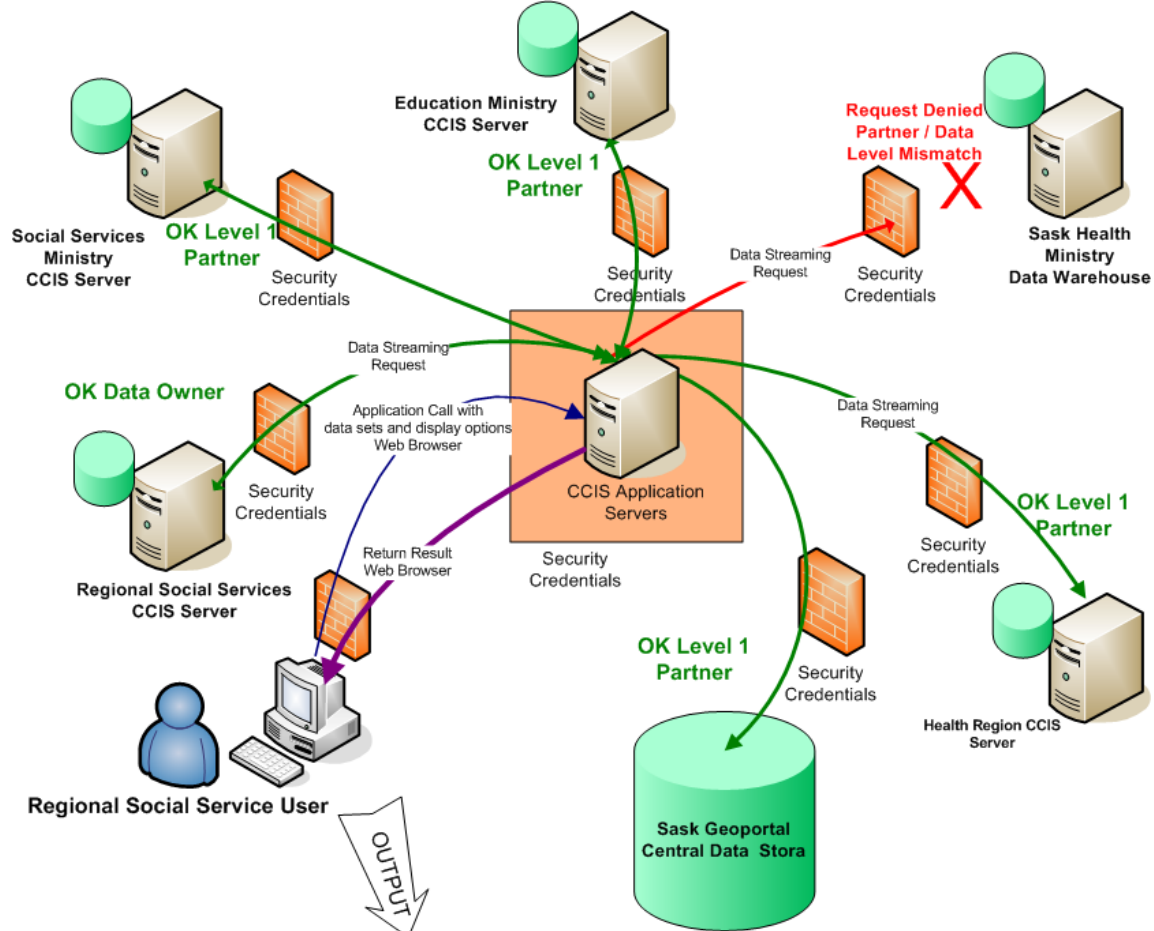 Education Ministry
CCIS Server
OK Level 1
Partner
Request Denied
Partner / Data
Level Mismatch
Social Services
Ministry
CCIS Server
OK Level 1
Partner
Security
Credentials
Security
Credentials
Data Streaming
Request
Security
Credentials
Sask Health
Ministry
Data Warehouse
Data Streaming
Request
OK Data Owner
Application Call with
data sets and display options
Web Browser
Security
Credentials
CCIS Application
Servers
Data Streaming
Request
OK Level 1
Partner
Security
Credentials
Regional Social Services
CCIS Server
Return Result
Web Browser
Security
Credentials
OK Level 1
Partner
Security
Credentials
Health Region CCIS
Server
Regional Social Service User
OUTPUT
Sask Geoportal
Central Data Stora